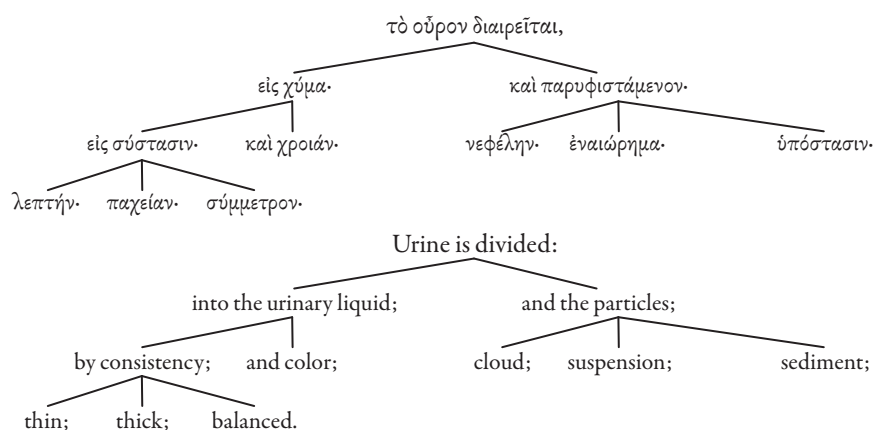 τὸ οὖρον διαιρεῖται,
εἰς χύμα· καὶ παρυφιστάμενον·
εἰς σύστασιν· καὶ χροιάν· νεφέλην· ἐναιώρημα· ὑπόστασιν·
λεπτήν· παχείαν· σύμμετρον·
Urine is divided:
into the urinary liquid; and the particles;
by consistency; and color; cloud; suspension; sediment;
thin; thick; balanced.